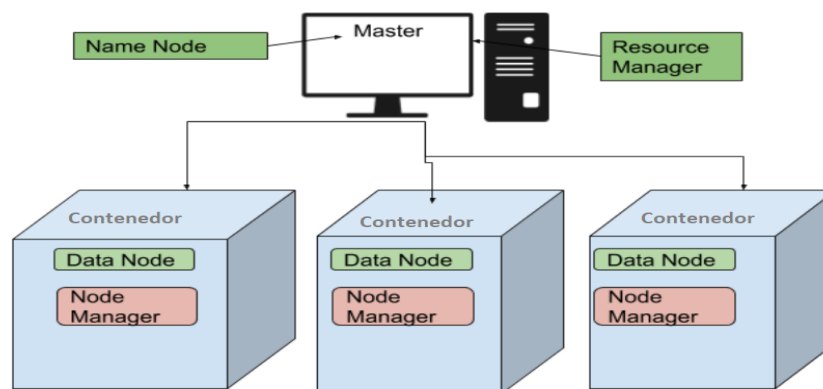 Name Node
Master
Resource
Manager
Contenedor
Contenedor
Contenedor
Data Node
Data Node
Data Node
Node
Manager
Node
Manager
Node
Manager